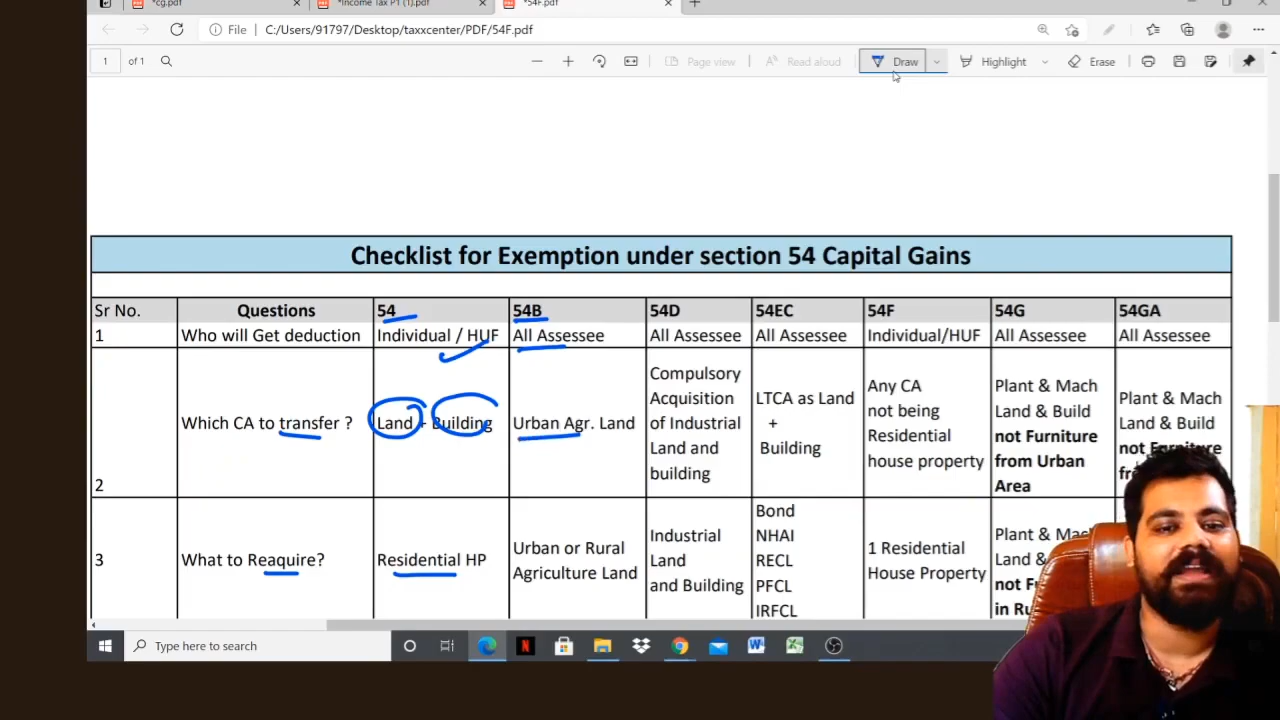 *cg.pdf
*Income Tax P1 (1).pdf
*54F.pdf
File
C:/Users/91797/Desktop/taxxcenter/PDF/54F.pdf
1 of 1
Page view
Read aloud
Draw
Highlight
Erase
Checklist for Exemption under section 54 Capital Gains
Sr No. Questions 54 54B 54D 54EC 54F 54G 54GA
1 Who will Get deduction Individual / HUF All Assessee All Assessee All Assessee Individual/HUF All Assessee All Assessee
2
Which CA to transfer ?
Land + Building
Urban Agr. Land
Compulsory
Acquisition
of Industrial
Land and
building
LTCA as Land
+
Building
Any CA
not being
Residential
house property
Plant & Mach
Land & Build
not Furniture
from Urban
Area
Plant & Mach
Land & Build
not Furniture
3
What to Reaquire?
Residential HP
Urban or Rural
Agriculture Land
Industrial
Land
and Building
Bond
NHAI
RECL
PFCL
IRFCL
1 Residential
House Property
Plant &
Land &
not
in
Type here to search